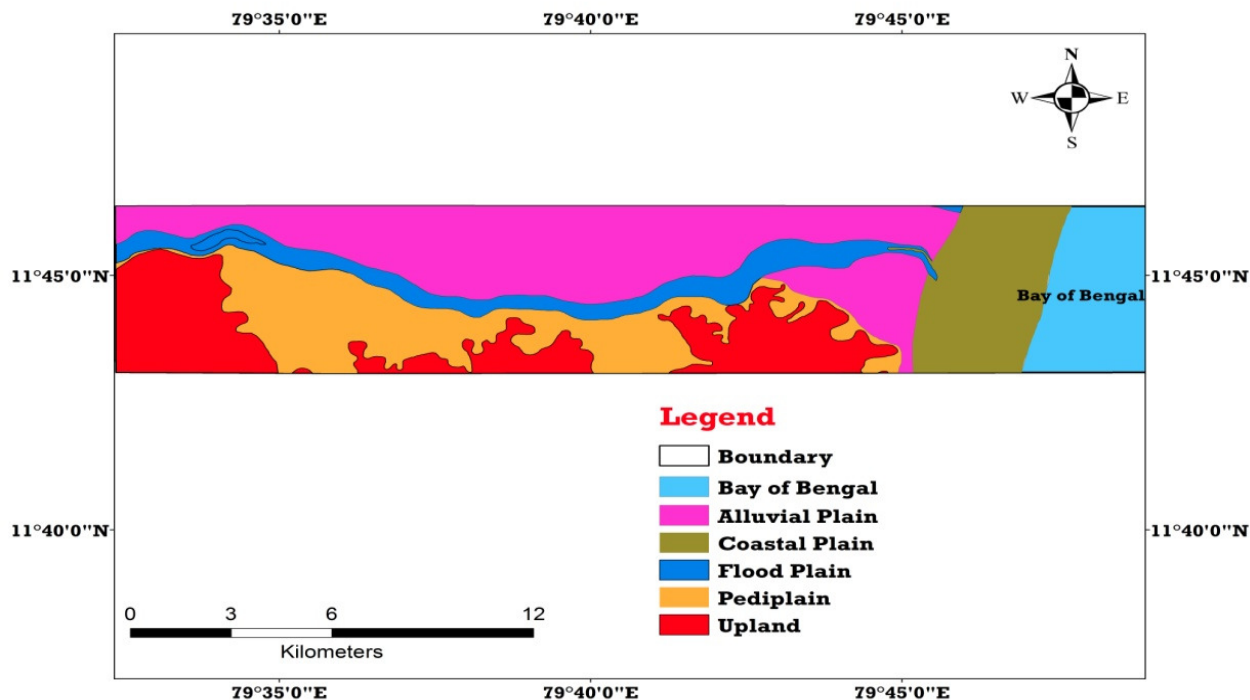 79°35'0"E 79°40'0"E 79°45'0"E
N
W E
S
11°45'0"N 11°45'0"N
Bay of Bengal
Legend
Boundary
Bay of Bengal
Alluvial Plain
11°40'0"N 11°40'0"N
Coastal Plain
Flood Plain
Pediplain
0 3 6 12
Upland
Kilometers
79°35'0"E 79°40'0"E 79°45'0"E